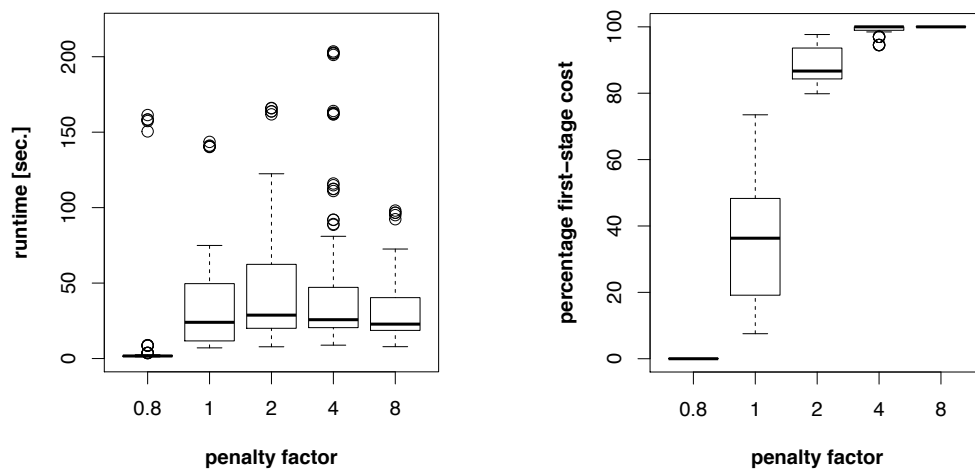 runtime [sec.]
200
150
100
50
0
0.8 1 2 4 8
penalty factor
percentage first−stage cost
100
80
60
40
20
0
0.8 1 2 4 8
penalty factor